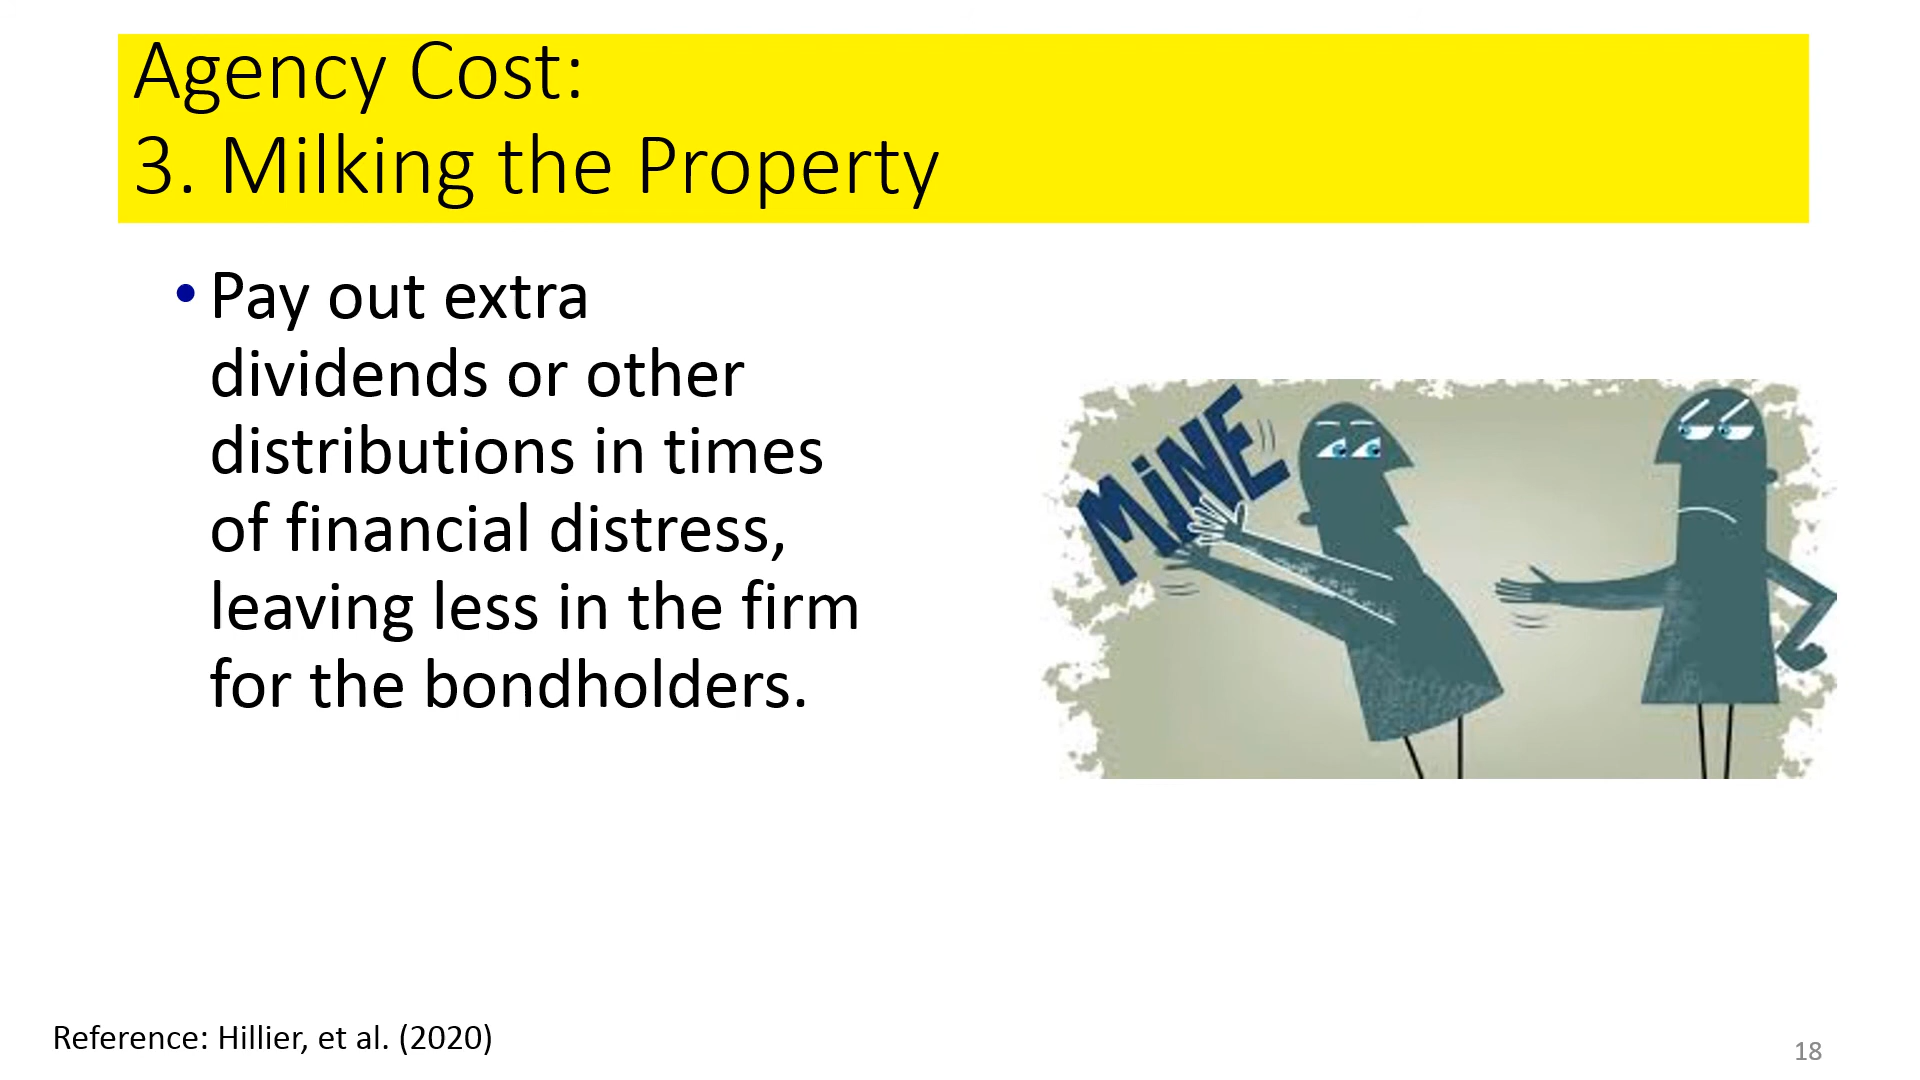 Agency Cost:
3. Milking the Property
• Pay out extra
dividends or other
distributions in times
of financial distress,
leaving less in the firm
for the bondholders.
MiNE
Reference: Hillier, et al. (2020)
18